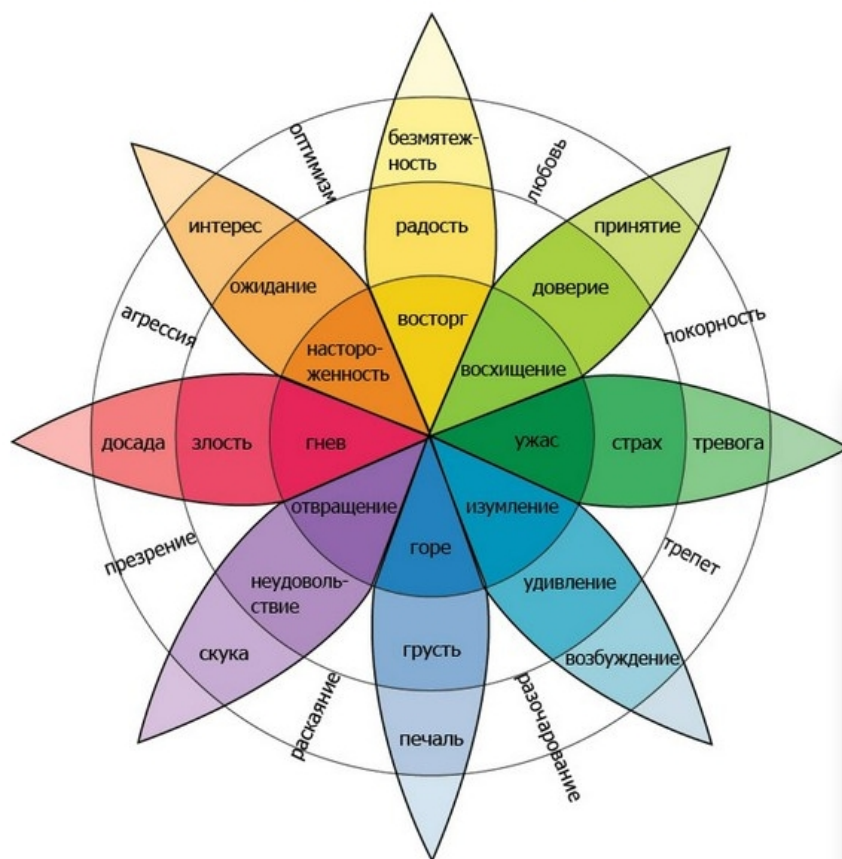 оптимизм
безмятеж-
ность
любовь
интерес
радость
принятие
ожидание
доверие
агрессия
насторо-
женность
восторг
восхищение
покорность
досада
злость
гнев
ужас
страх
тревога
презрение
отвращение
горе
изумление
трепет
неудоволь-
ствие
удивление
скука
грусть
возбуждение
раскаяние
печаль
разочарование